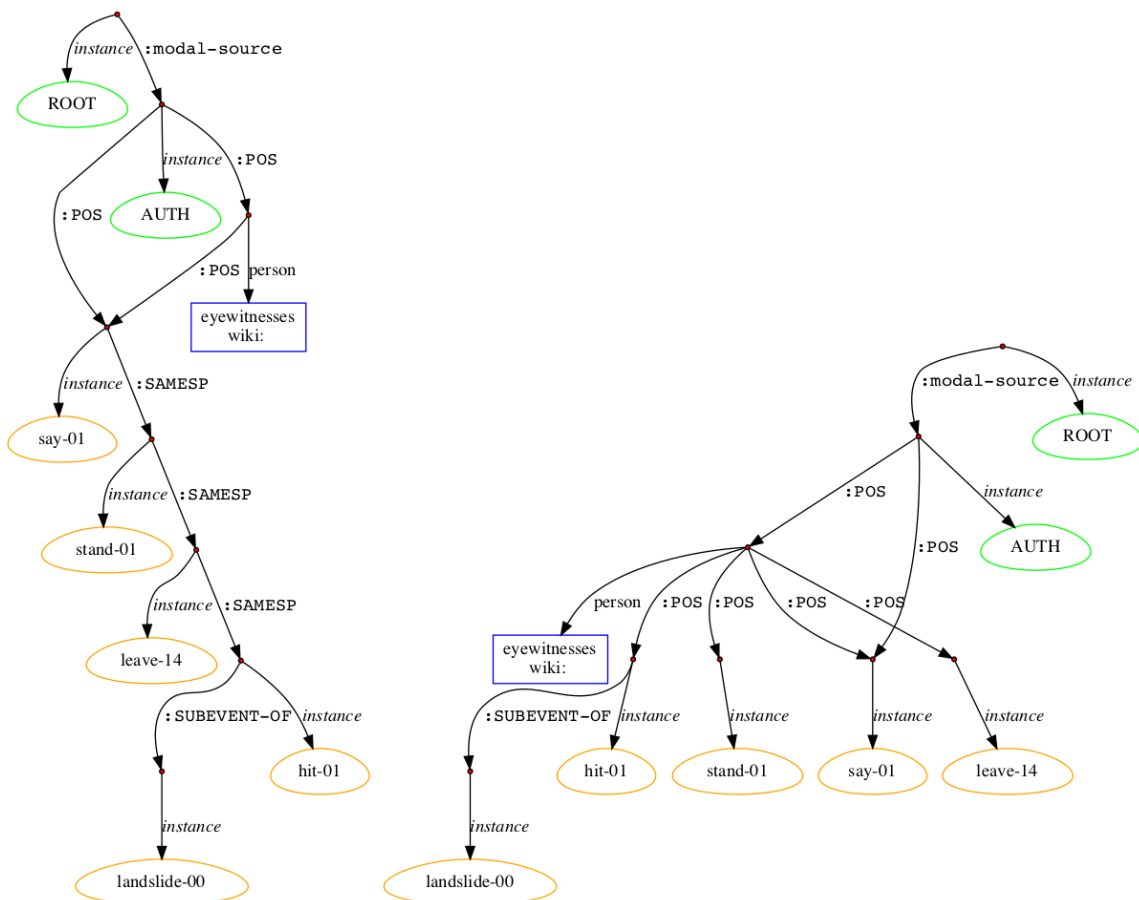 instance :modal-source
ROOT
instance :POS
:POS AUTH
:POS person
eyewitnesses
wiki:
instance :SAMESP
say-01
instance :SAMESP
stand-01
instance :SAMESP
leave-14
:SUBEVENT-OF instance
hit-01
instance
landslide-00
:modal-source instance
ROOT
:POS instance
:POS AUTH
person :POS :POS :POS :POS
eyewitnesses
wiki:
:SUBEVENT-OF instance instance instance instance
hit-01 stand-01 say-01 leave-14
instance
landslide-00